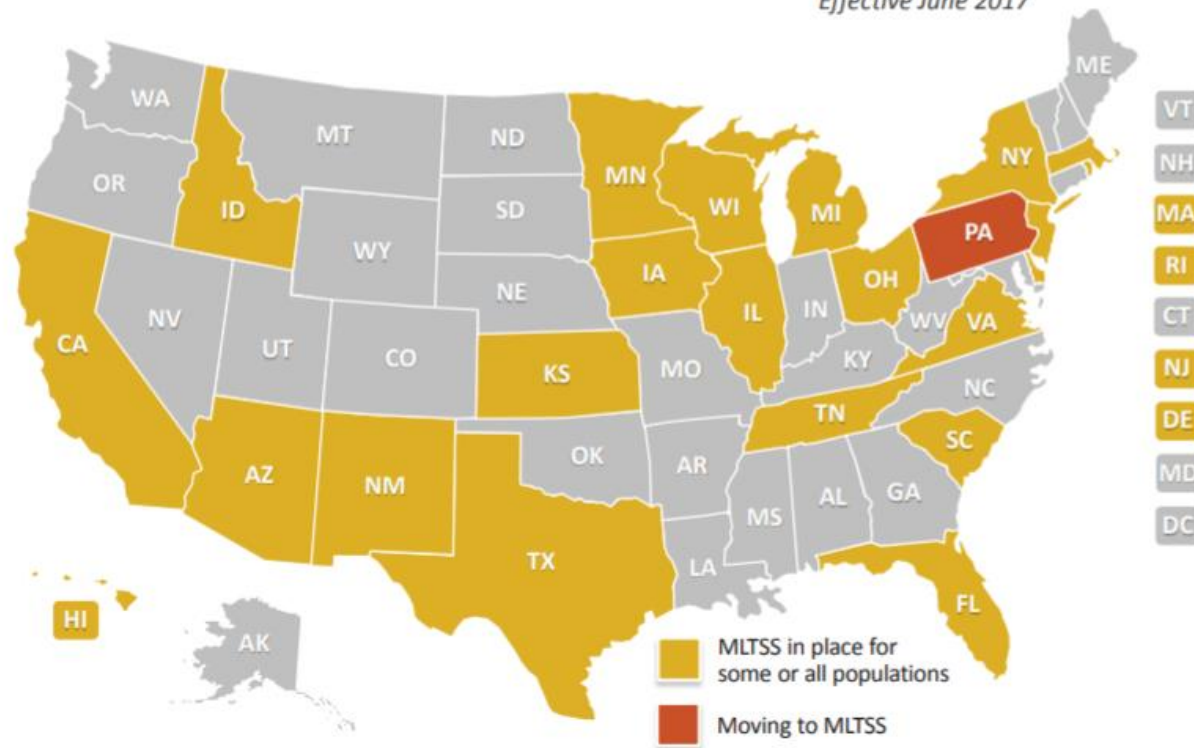 Effective June 2017
WA
MT
ND
MN
ME
VT
OR
ID
SD
WI
MI
NY
NH
WY
MA
IA
PA
RI
NE
NV
UT
CO
IL
IN
OH
WV
VA
CT
CA
KS
MO
KY
NJ
NC
TN
DE
AZ
NM
OK
AR
SC
MD
MS
AL
GA
DC
TX
LA
FL
HI
AK
MLTSS in place for
some or all populations
Moving to MLTSS